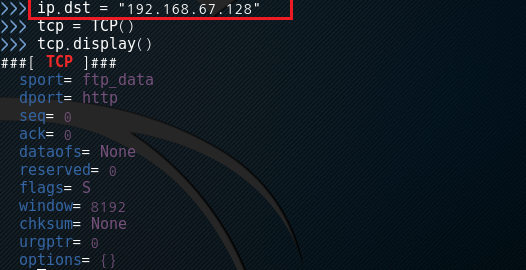 >>> ip.dst = "192.168.67.128"
>>> tcp = TCP()
>>> tcp.display()
###[ TCP ]###
  sport= ftp_data
  dport= http
  seq= 0
  ack= 0
  dataofs= None
  reserved= 0
  flags= S
  window= 8192
  chksum= None
  urgptr= 0
  options= {}